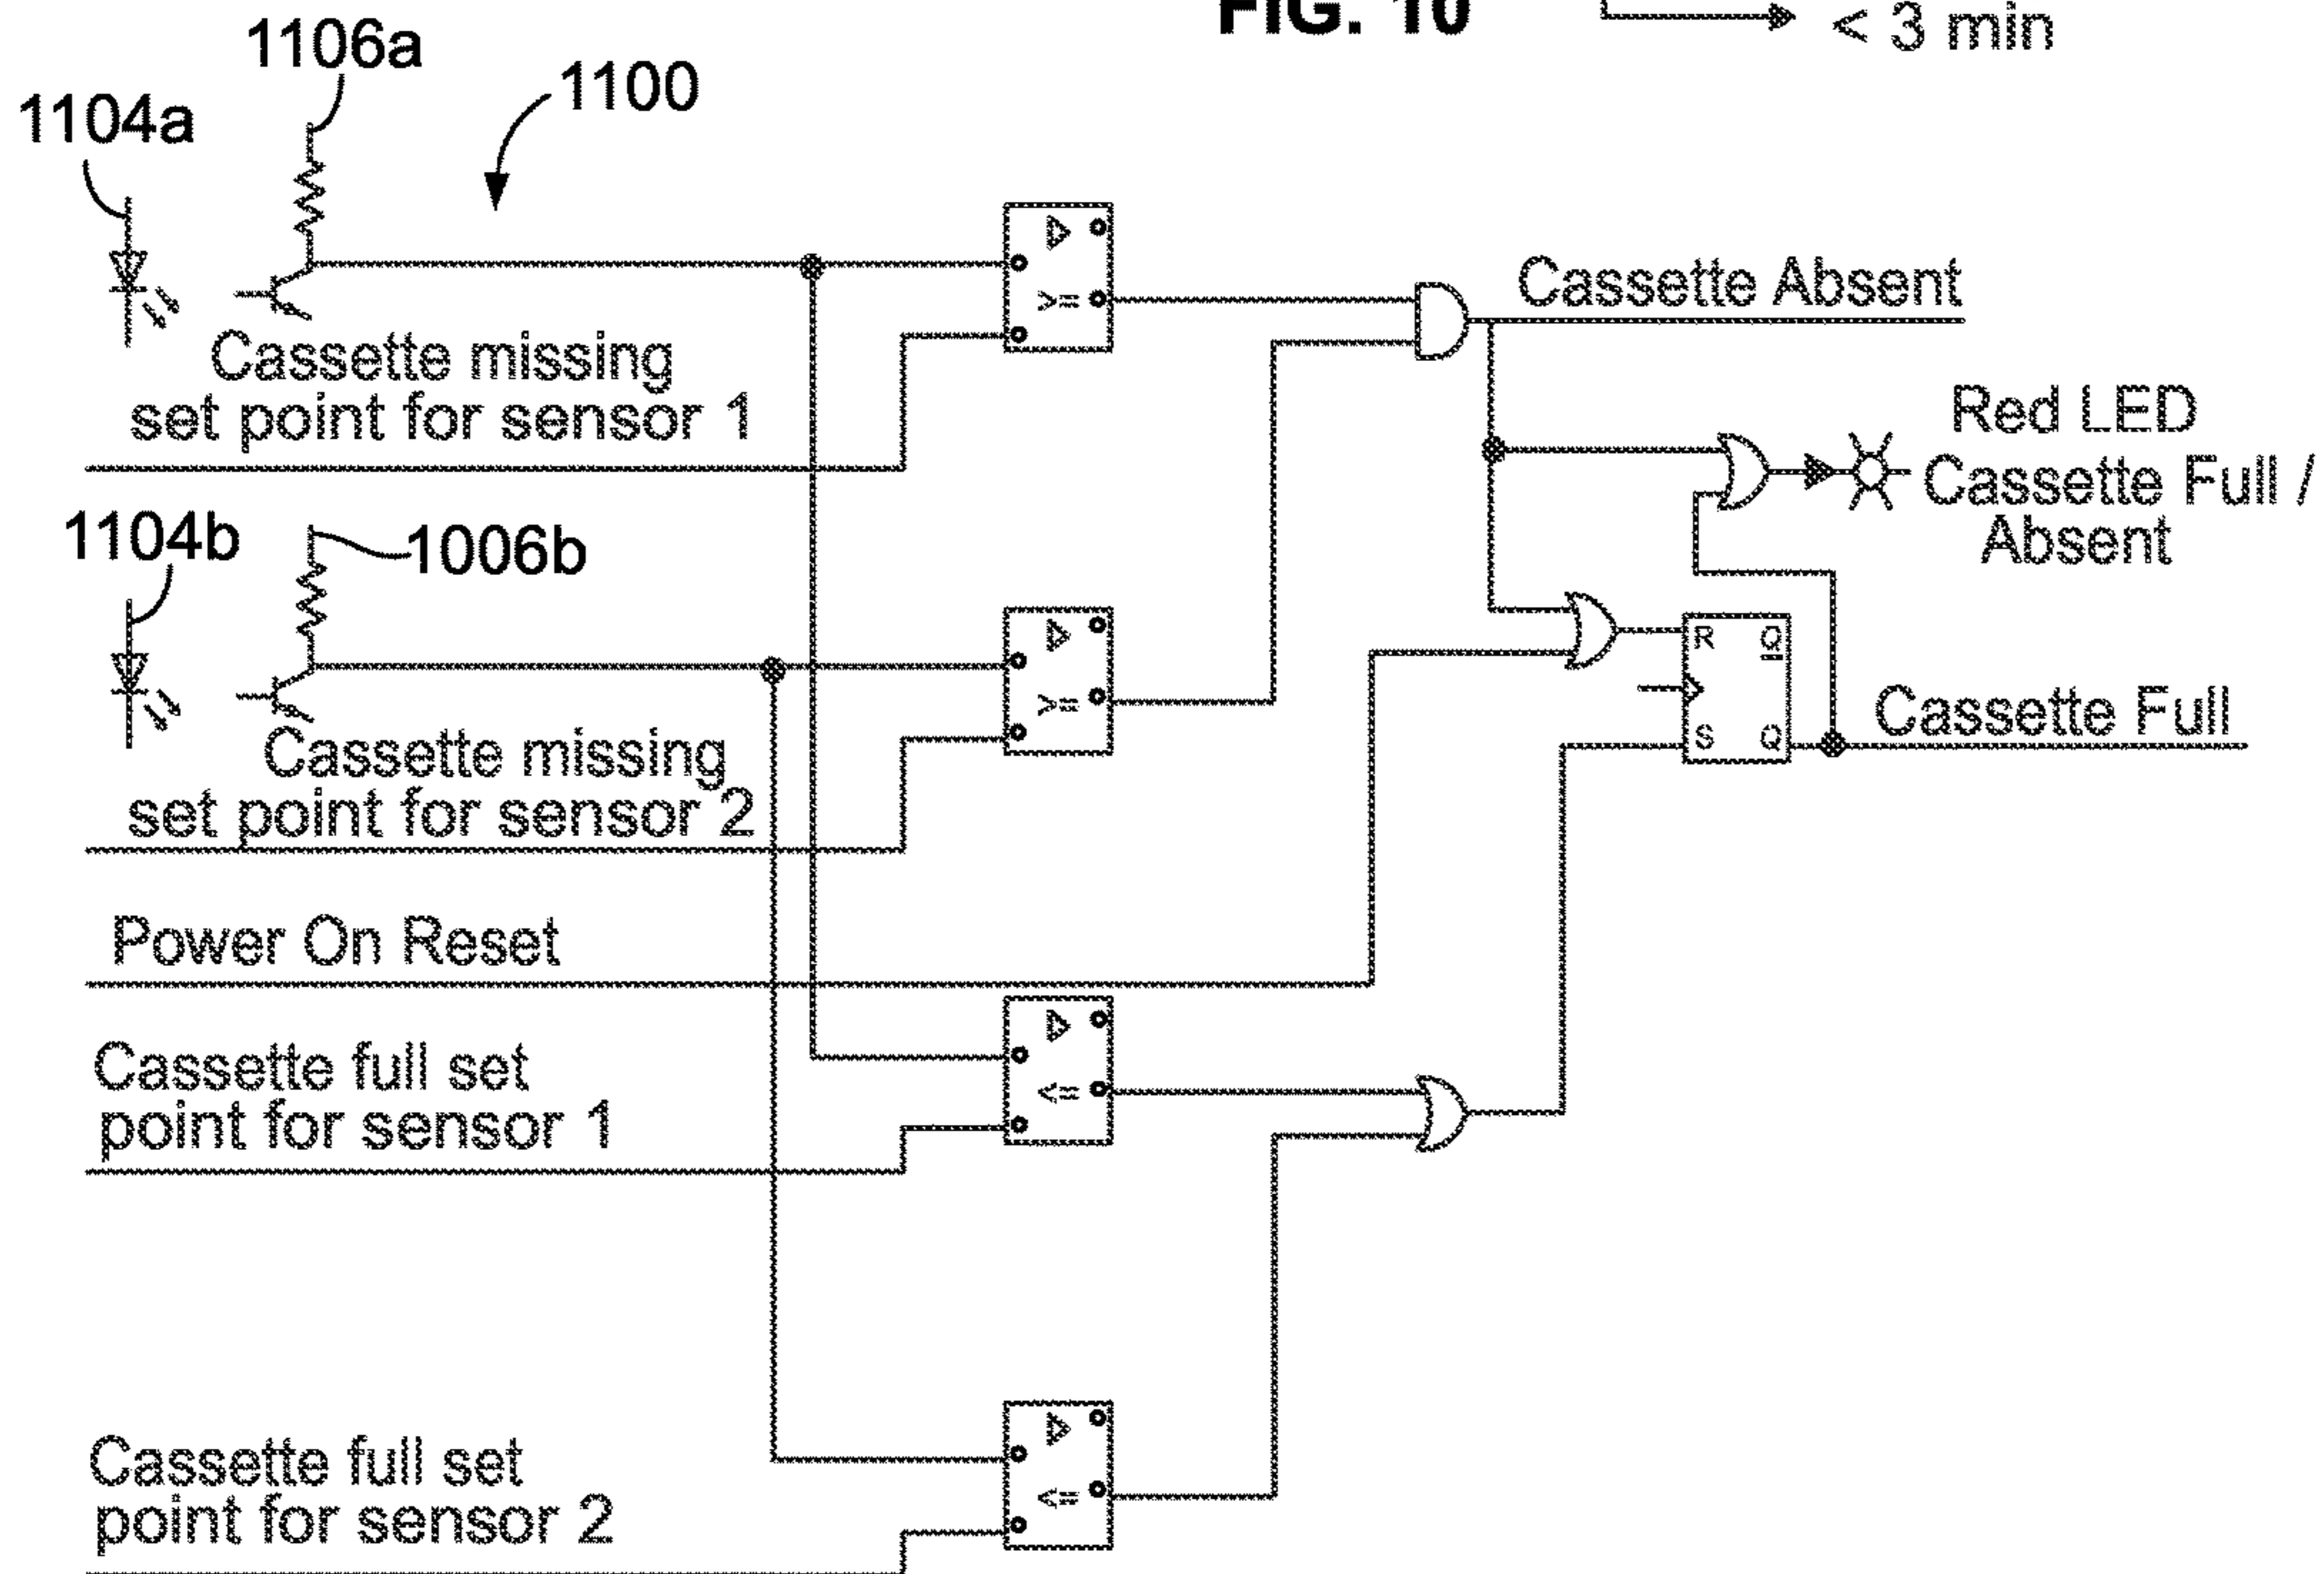 FIG. 10
< 3 min
1106a
1100
1104a
Cassette missing
set point for sensor 1
>=
Cassette Absent
Red LED
Cassette Full /
Absent
1104b
1006b
Cassette missing
set point for sensor 2
>=
R Q
S Q
Cassette Full
Power On Reset
Cassette full set
point for sensor 1
<=
Cassette full set
point for sensor 2
<=